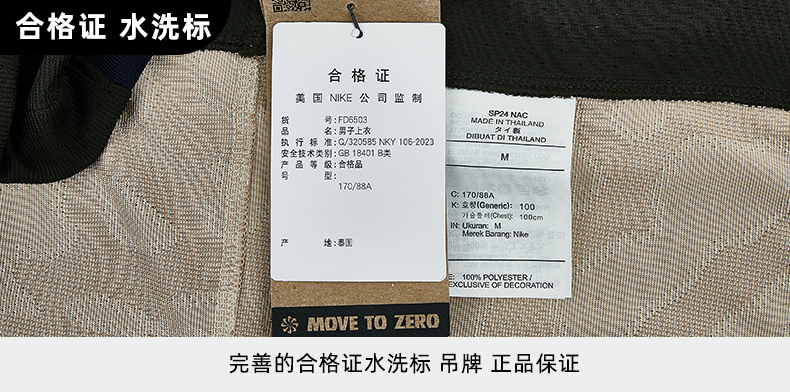 合格证 水洗标
合格证
美国 NIKE 公司监制
货 号:FD6503
品 名:男子上衣
执行标准:Q/320585 NKY 106-2023
安全技术类别:GB 18401 B类
产品等级:合格品
号 型:
170/88A
产 地:泰国
MOVE TO ZERO
SP24 NAC
MADE IN THAILAND
タイ製
DIBUAT DI THAILAND
M
C: 170/88A
K: 호칭(Generic): 100
가슴둘레(Chest): 100cm
IN: Ukuran: M
Merek Barang: Nike
E: 100% POLYESTER /
EXCLUSIVE OF DECORATION
完善的合格证水洗标 吊牌 正品保证